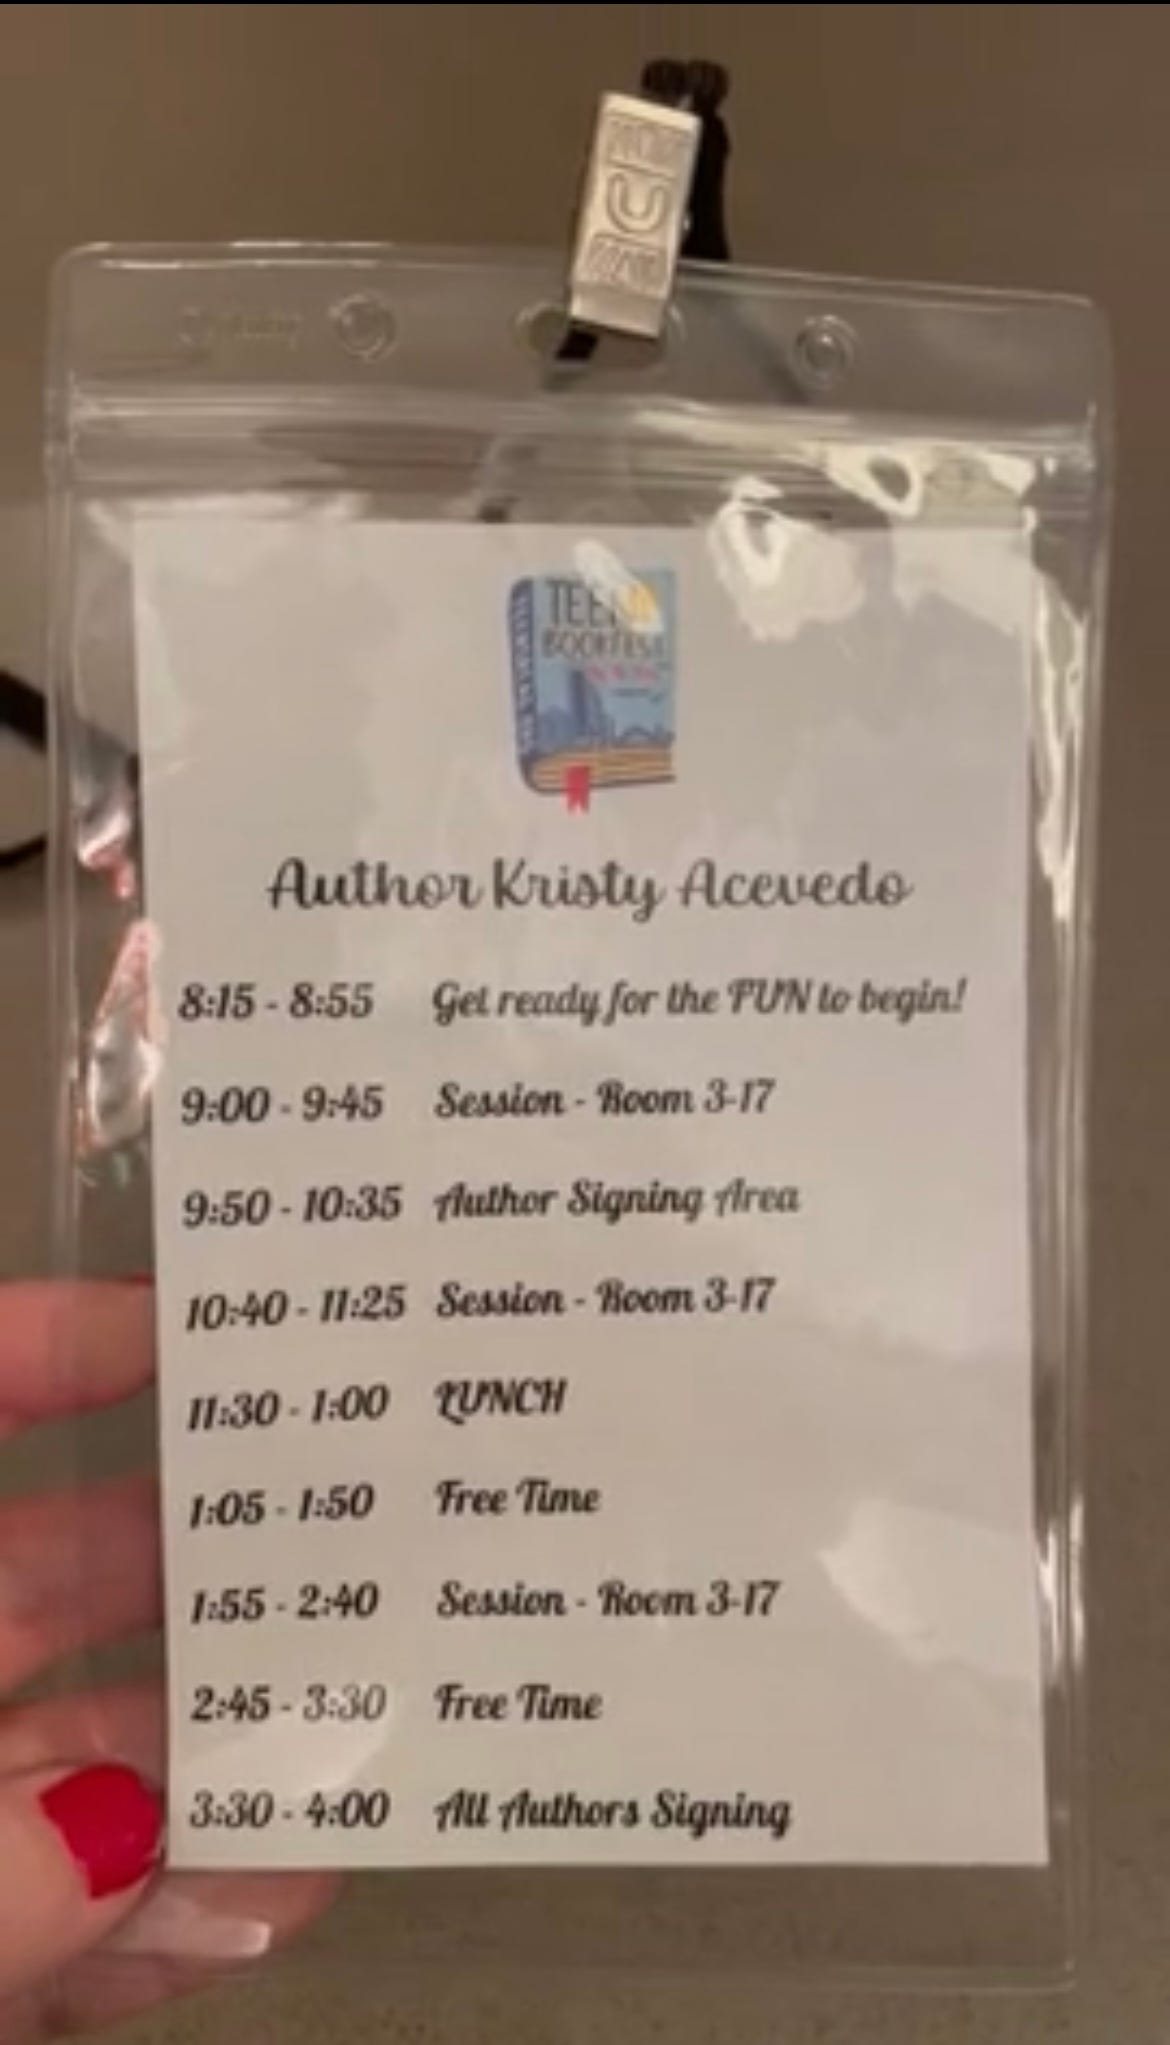 TEEN
BOOKFEST
Author Kristy Acevedo
8:15 - 8:55 Get ready for the FUN to begin!
9:00 - 9:45 Session - Room 3-17
9:50 - 10:35 Author Signing Area
10:40 - 11:25 Session - Room 3-17
11:30 - 1:00 LUNCH
1:05 - 1:50 Free Time
1:55 - 2:40 Session - Room 3-17
2:45 - 3:30 Free Time
3:30 - 4:00 All Authors Signing